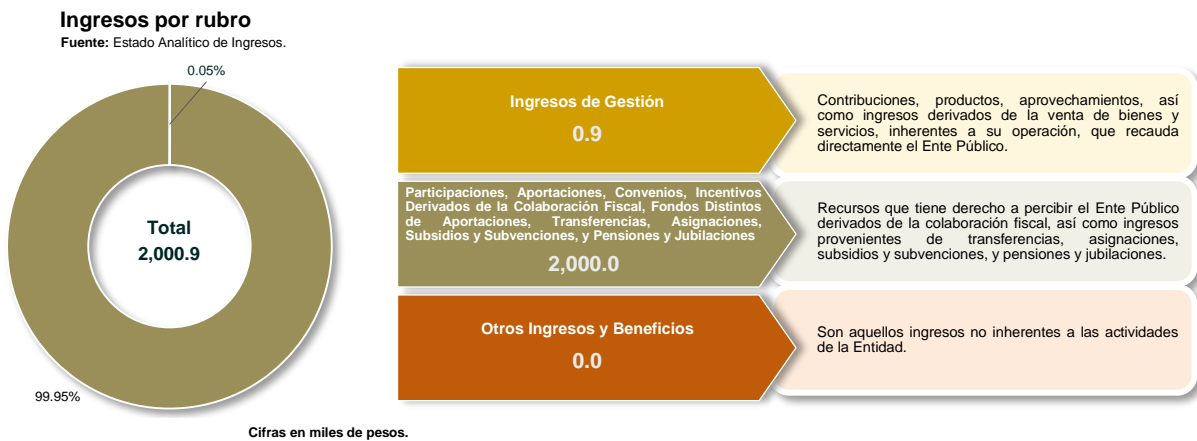 Ingresos por rubro
Fuente: Estado Analítico de Ingresos.
0.05%
Total
2,000.9
99.95%
Ingresos de Gestión
0.9
Contribuciones, productos, aprovechamientos, así
como ingresos derivados de la venta de bienes y
servicios, inherentes a su operación, que recauda
directamente el Ente Público.
Participaciones, Aportaciones, Convenios, Incentivos
Derivados de la Colaboración Fiscal, Fondos Distintos
de Aportaciones, Transferencias, Asignaciones,
Subsidios y Subvenciones, y Pensiones y Jubilaciones
2,000.0
Recursos que tiene derecho a percibir el Ente Público
derivados de la colaboración fiscal, así como ingresos
provenientes de transferencias, asignaciones,
subsidios y subvenciones, y pensiones y jubilaciones.
Otros Ingresos y Beneficios
0.0
Son aquellos ingresos no inherentes a las actividades
de la Entidad.
Cifras en miles de pesos.